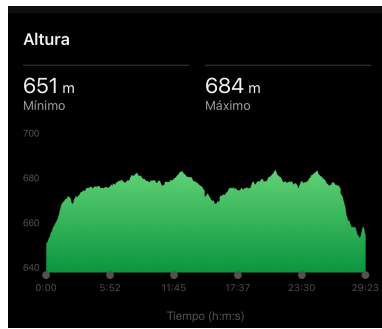 Altura
651 m 684 m
Mínimo Máximo
700
680
660
640
0:00 5:52 11:45 17:37 23:30 29:23
Tiempo (h:m:s)